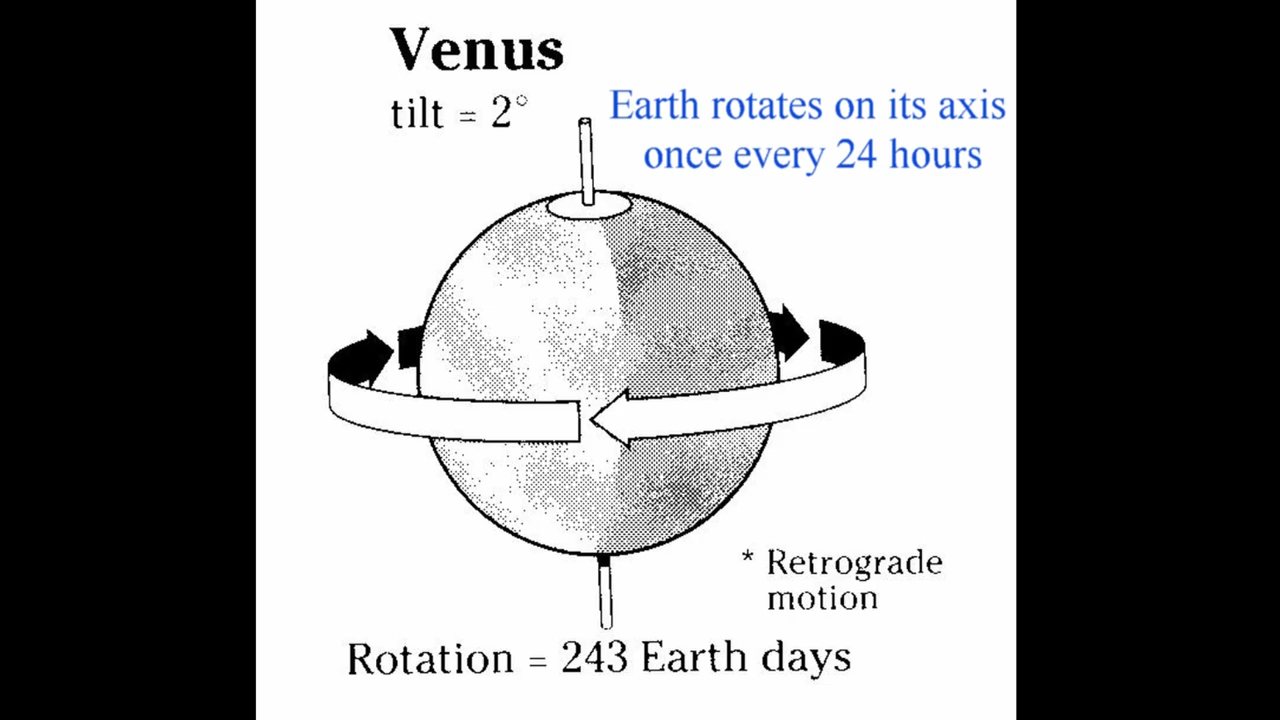 Venus
tilt = 2°
Earth rotates on its axis
once every 24 hours
* Retrograde
motion
Rotation = 243 Earth days